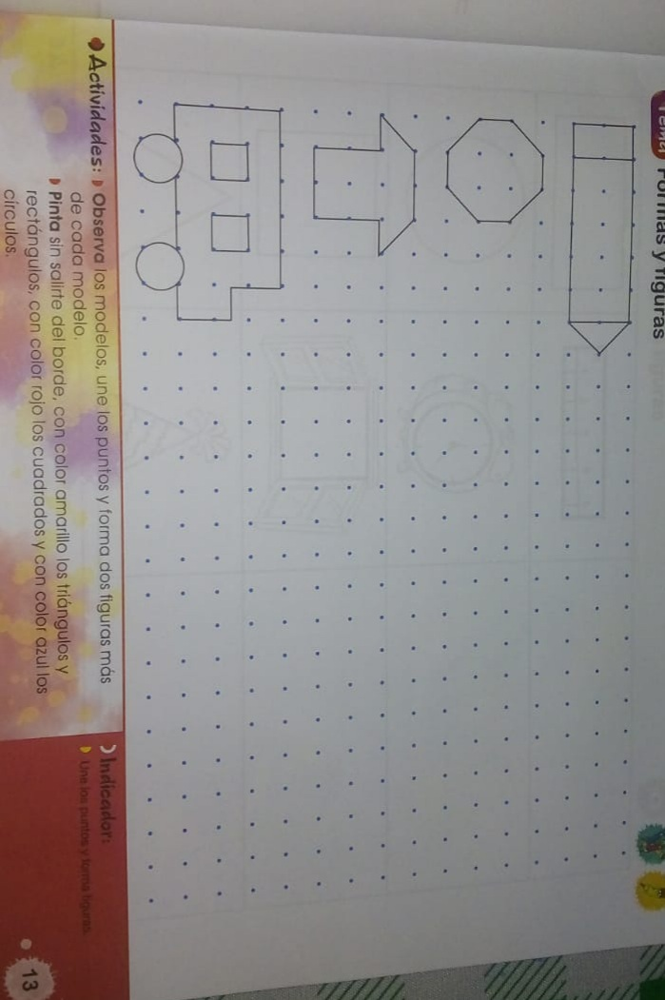 Formas y figuras
Actividades: Observa los modelos, une los puntos y forma dos figuras más
de cada modelo.
Pinta sin salirte del borde, con color amarillo los triángulos y
rectángulos, con color rojo los cuadrados y con color azul los
círculos.
Indicador:
Une los puntos y forma figuras.
13